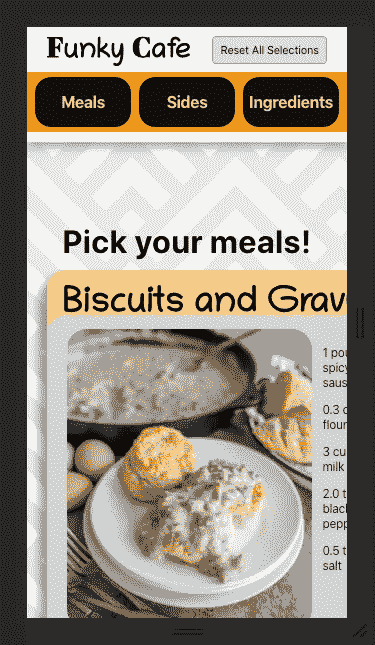 Funky Cafe
Reset All Selections
Meals
Sides
Ingredients
Pick your meals!
Biscuits and Grav
1 pou
spicy
saus
0.3 c
flour
3 cu
milk
2.0 t
black
pepp
0.5 t
salt